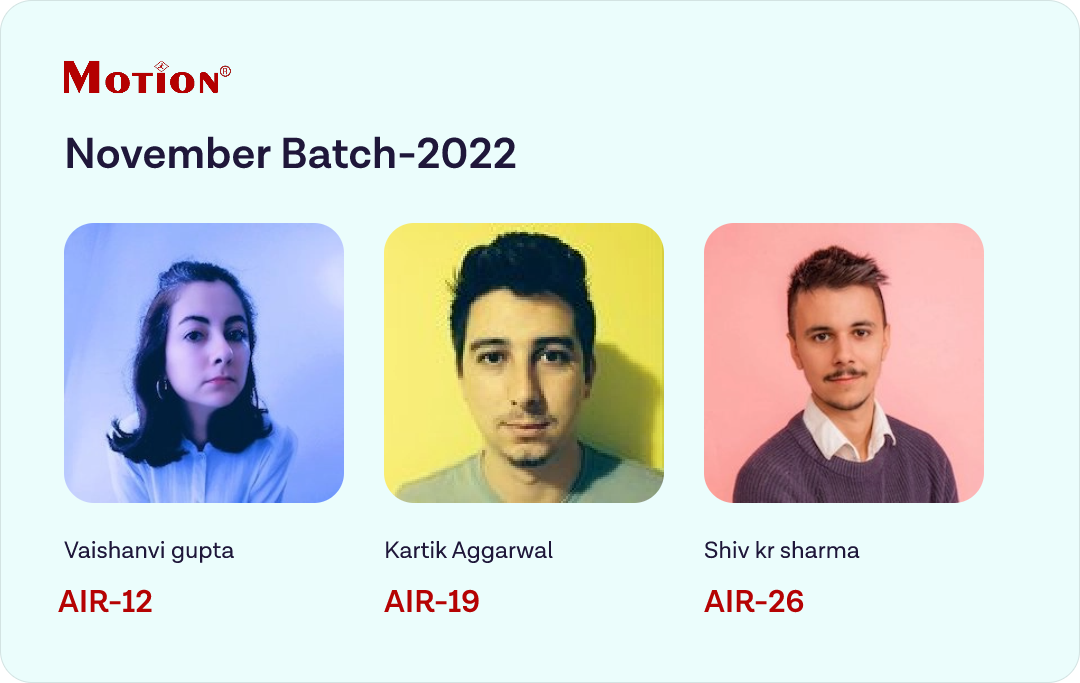 MOTION®
November Batch-2022
Vaishanvi gupta
Kartik Aggarwal
Shiv kr sharma
AIR-12
AIR-19
AIR-26